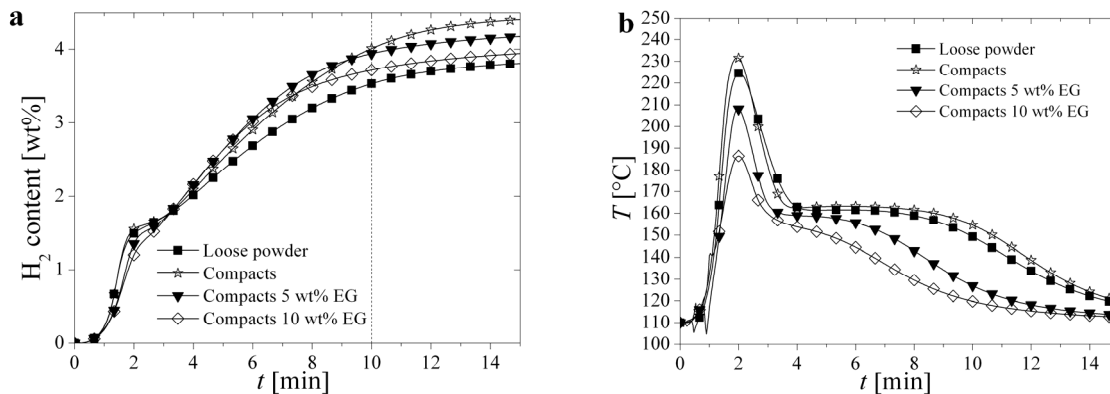 a
H₂ content [wt%]
4
3
2
1
0
Loose powder
Compacts
Compacts 5 wt% EG
Compacts 10 wt% EG
0 2 4 6 8 10 12 14
t [min]
b
T [°C]
250
240
230
220
210
200
190
180
170
160
150
140
130
120
110
100
Loose powder
Compacts
Compacts 5 wt% EG
Compacts 10 wt% EG
0 2 4 6 8 10 12 14
t [min]